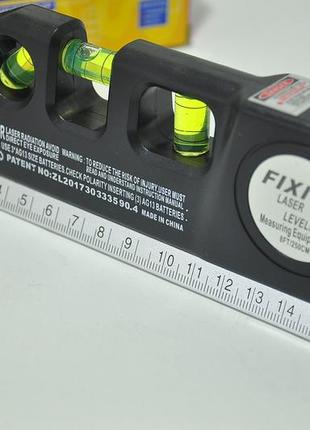 R LASER RADIATION AVOID
DIRECT EYE EXPOSURE
WARNING : TO REDUCE THE RISK OF INJURY USER MUST
READ AND UNDERSTAND INSTRUCTION MANUAL
USE 3*AG13 SIZE BATTERIES.CHECK POLARITY INSERTING (3) AG13 BATTERIES .
O PATENT NO:ZL201730333590.4 MADE IN CHINA
FIXI
LASER
LEVEL
Measuring Equip
8FT/250CM
4 5 6 7 8 9 10 11 12 13 14